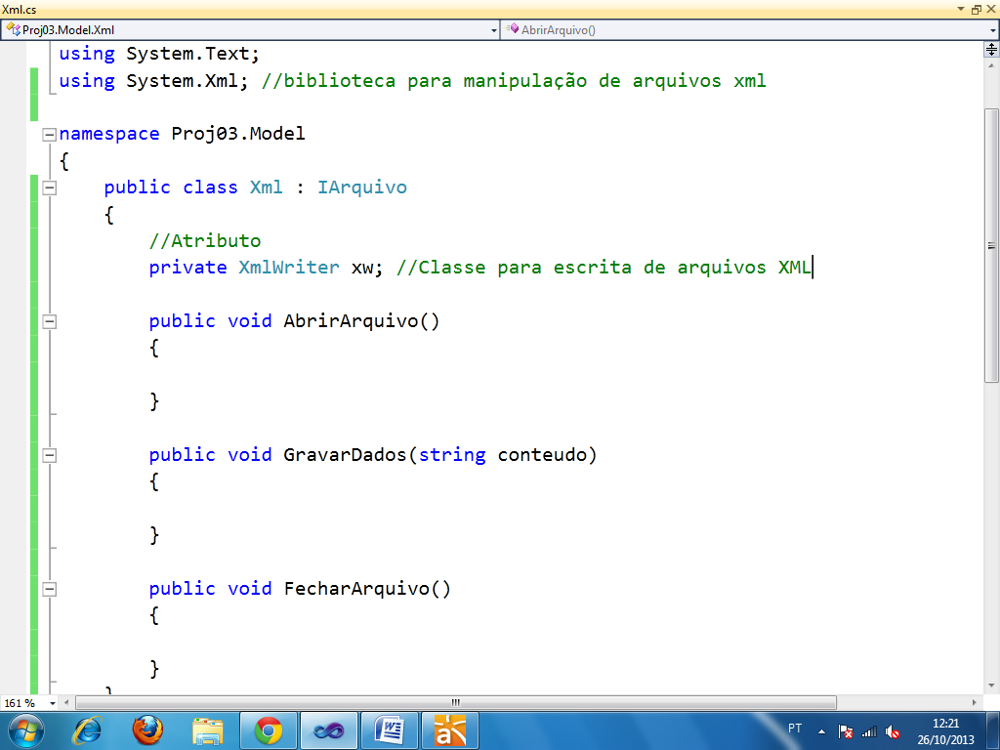 Xml.cs
Proj03.Model.Xml
AbrirArquivo()
using System.Text;
using System.Xml; //biblioteca para manipulação de arquivos xml
namespace Proj03.Model
{
public class Xml : IArquivo
{
//Atributo
private XmlWriter xw; //Classe para escrita de arquivos XML
public void AbrirArquivo()
{
}
public void GravarDados(string conteudo)
{
}
public void FecharArquivo()
{
}
}
161 %
PT
12:21
26/10/2013